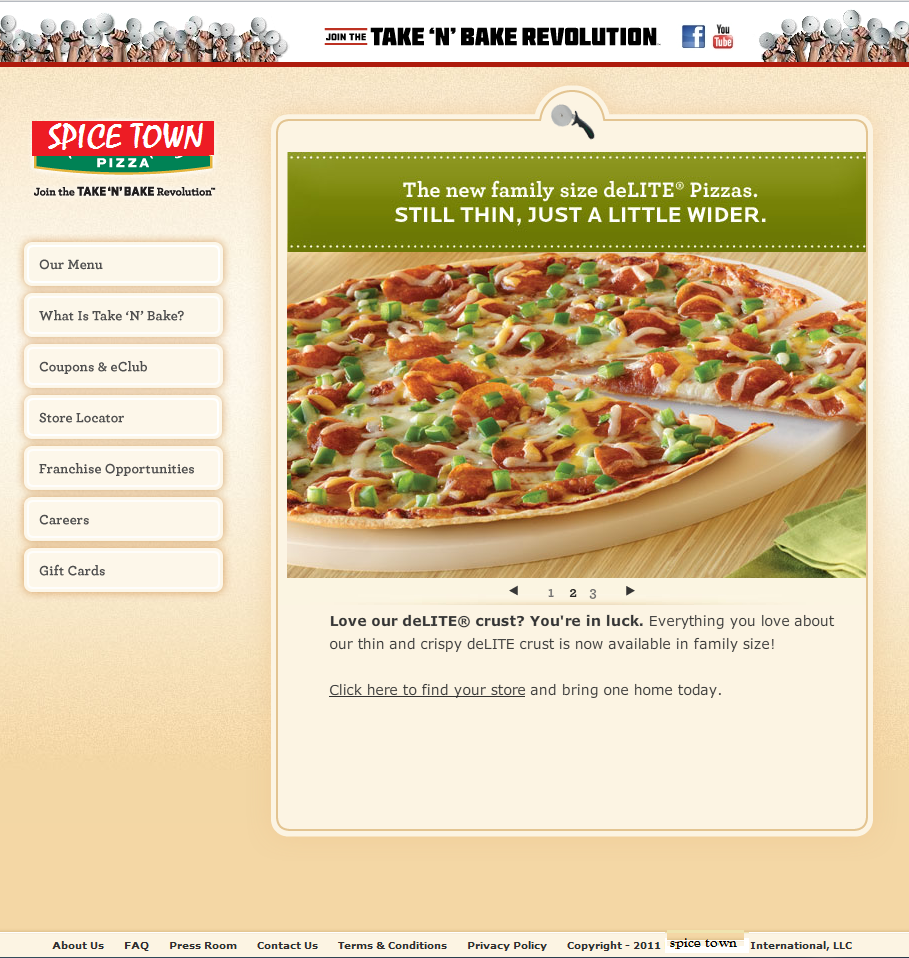 JOIN THE TAKE ‘N’ BAKE REVOLUTION
You
Tube
f
SPICE TOWN
PIZZA
Join the TAKE ‘N’ BAKE Revolution™
The new family size deLITE® Pizzas.
STILL THIN, JUST A LITTLE WIDER.
Our Menu
What Is Take ‘N’ Bake?
Coupons & eClub
Store Locator
Franchise Opportunities
Careers
Gift Cards
1 2 3
Love our deLITE® crust? You're in luck. Everything you love about
our thin and crispy deLITE crust is now available in family size!
Click here to find your store and bring one home today.
About Us FAQ Press Room Contact Us Terms & Conditions Privacy Policy Copyright - 2011 spice town International, LLC